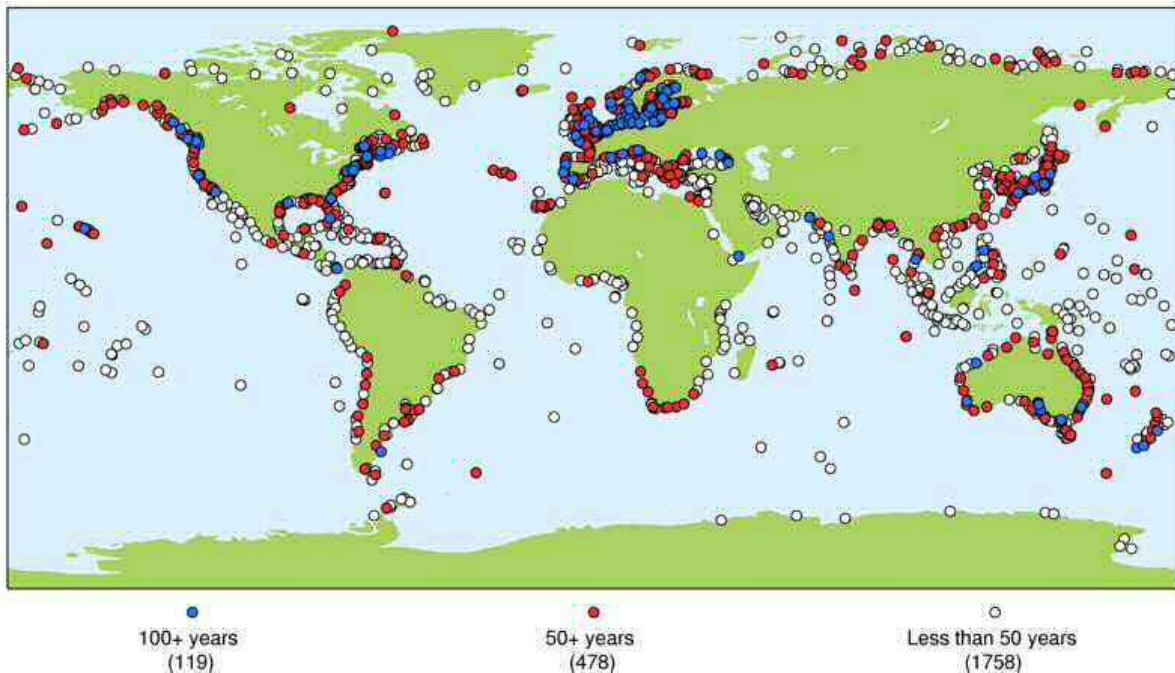 100+ years
(119)
50+ years
(478)
Less than 50 years
(1758)